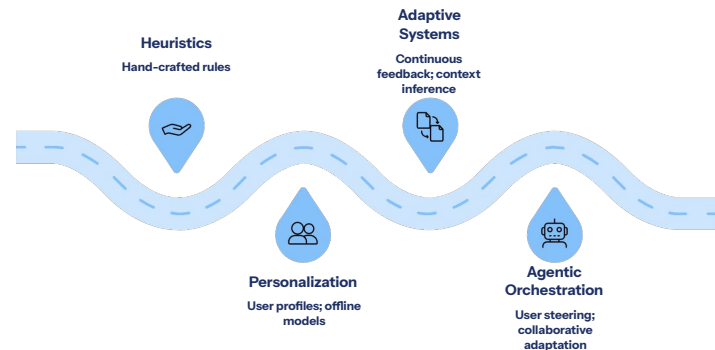 Heuristics
Hand-crafted rules
Personalization
User profiles; offline
models
Adaptive
Systems
Continuous
feedback; context
inference
Agentic
Orchestration
User steering;
collaborative
adaptation